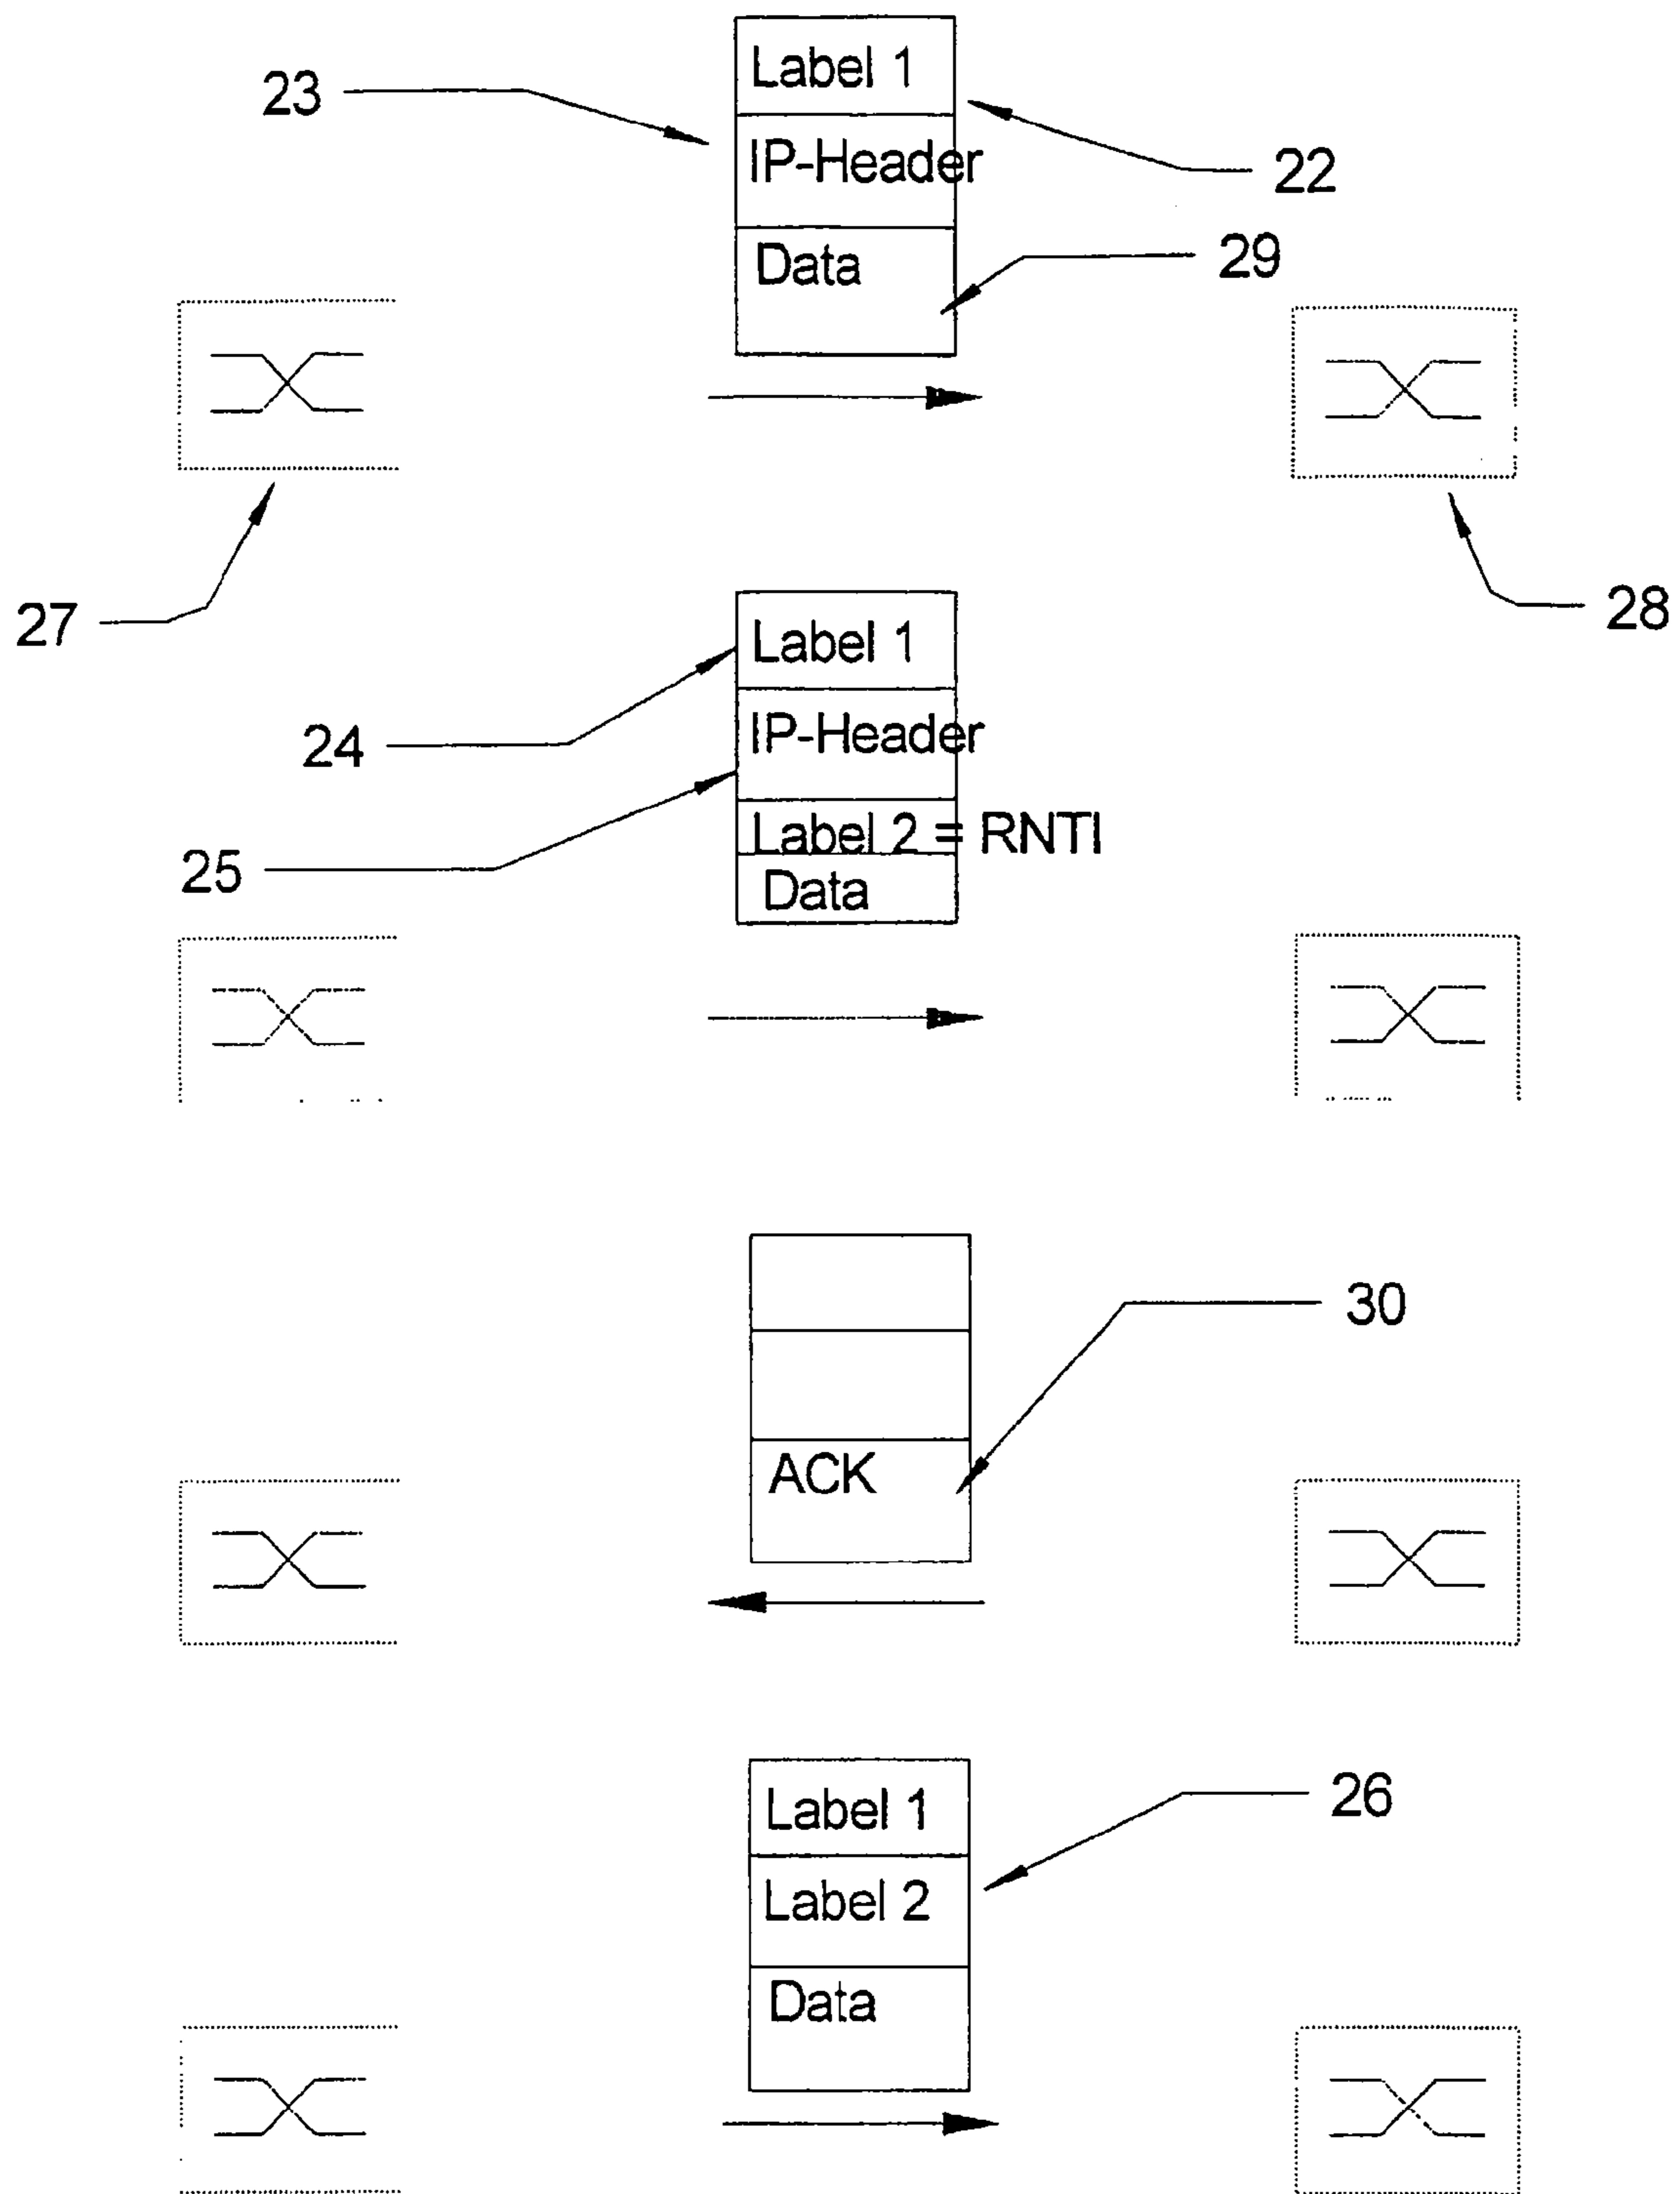 Label 1
23
IP-Header
22
Data
29
27
28
Label 1
24
IP-Header
Label 2 = RNTI
25
Data
30
ACK
Label 1
26
Label 2
Data